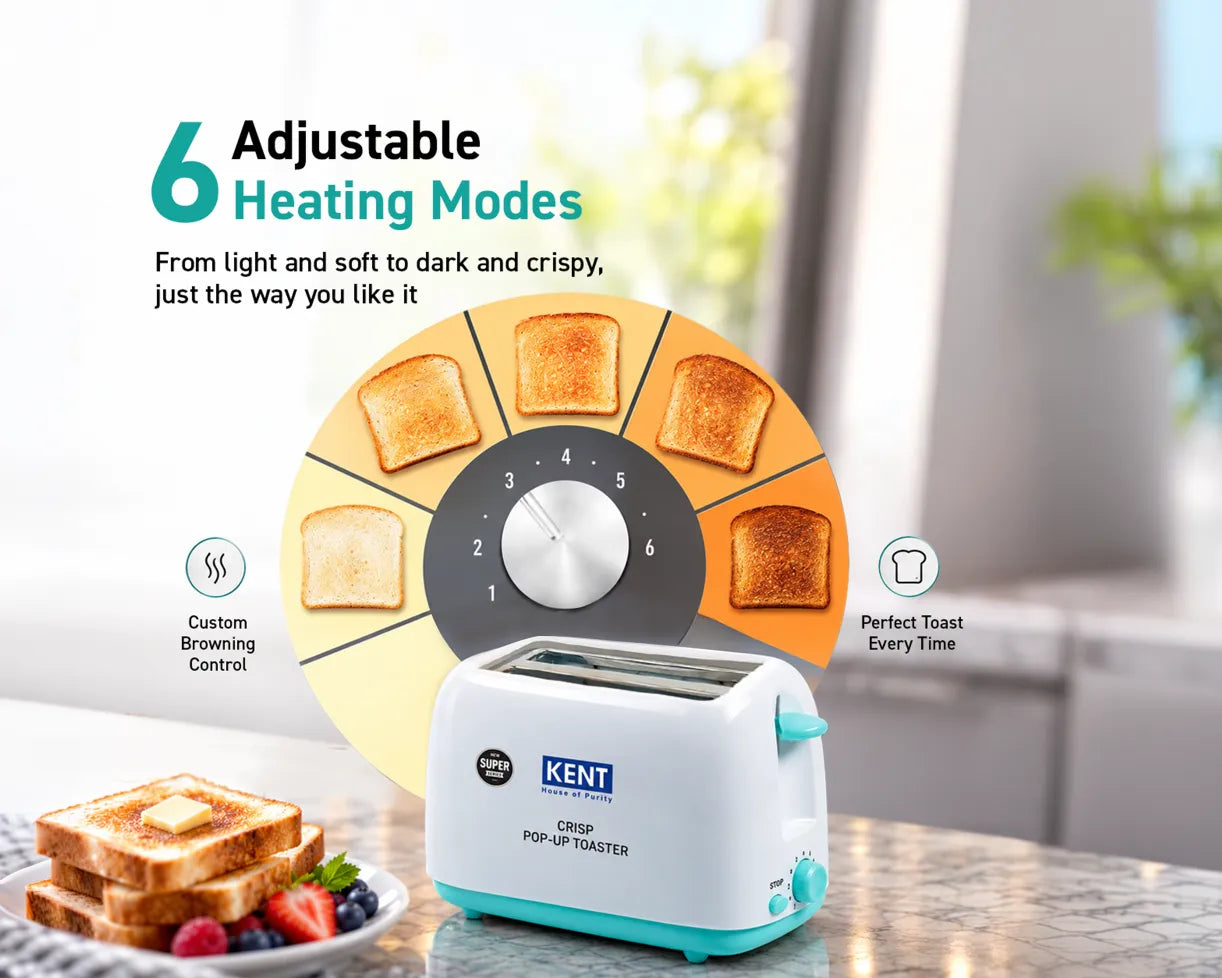 6 Adjustable
Heating Modes
From light and soft to dark and crispy,
just the way you like it
4
3
5
2
6
1
Custom
Browning
Control
Perfect Toast
Every Time
SUPER
KENT
House of Purity
CRISP
POP-UP TOASTER
STOP